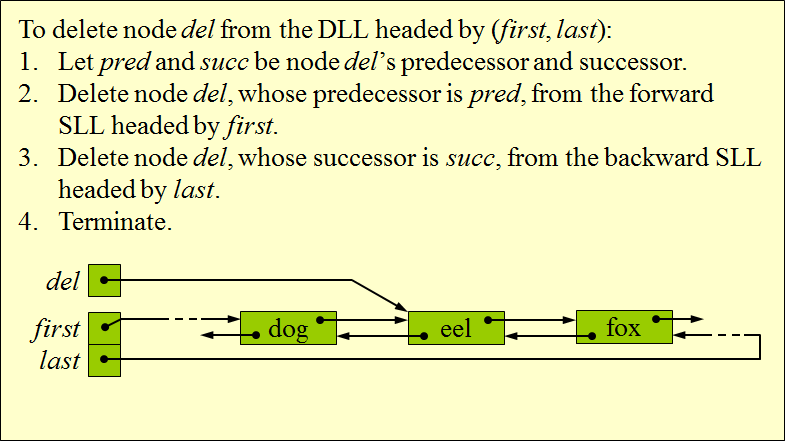 To delete node del from the DLL headed by (first, last):
1. Let pred and succ be node del’s predecessor and successor.
2. Delete node del, whose predecessor is pred, from the forward
SLL headed by first.
3. Delete node del, whose successor is succ, from the backward SLL
headed by last.
4. Terminate.
del
first
dog
eel
fox
last